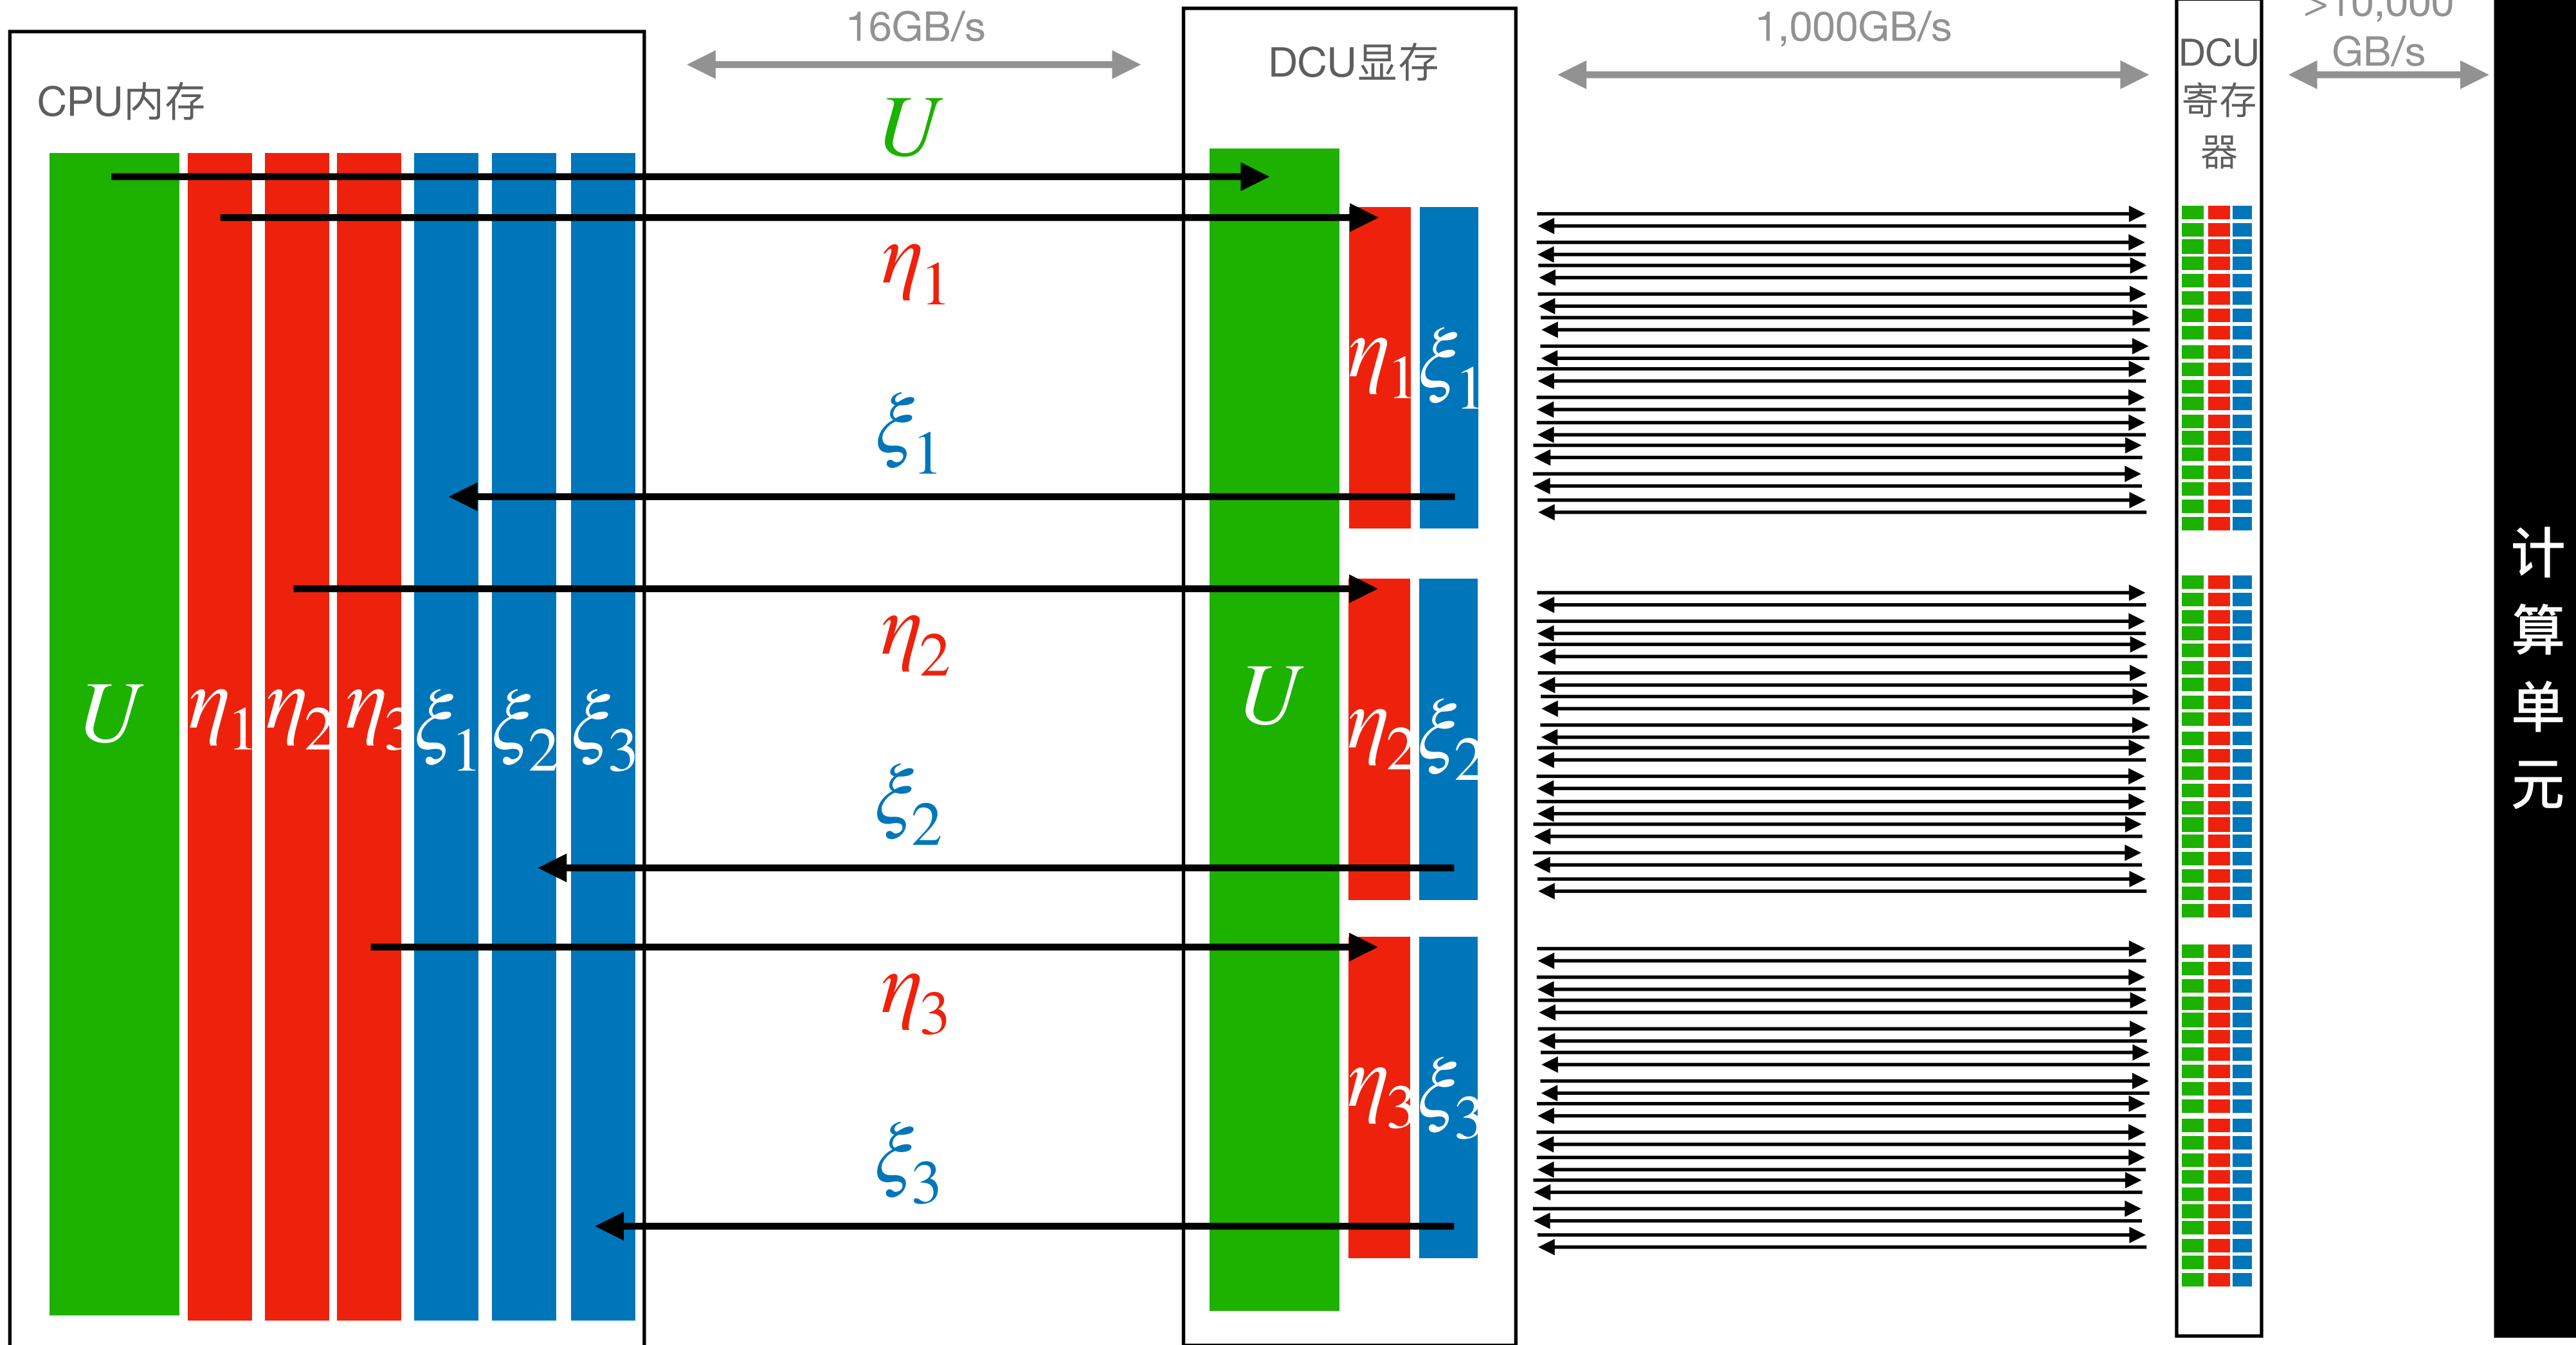 CPU内存
16GB/s
DCU显存
1,000GB/s
DCU
寄存
器
>10,000
GB/s
U
η1
ξ1
η2
ξ2
η3
ξ3
U
η1
η2
η3
ξ1
ξ2
ξ3
U
η1
ξ1
η2
ξ2
η3
ξ3
计
算
单
元